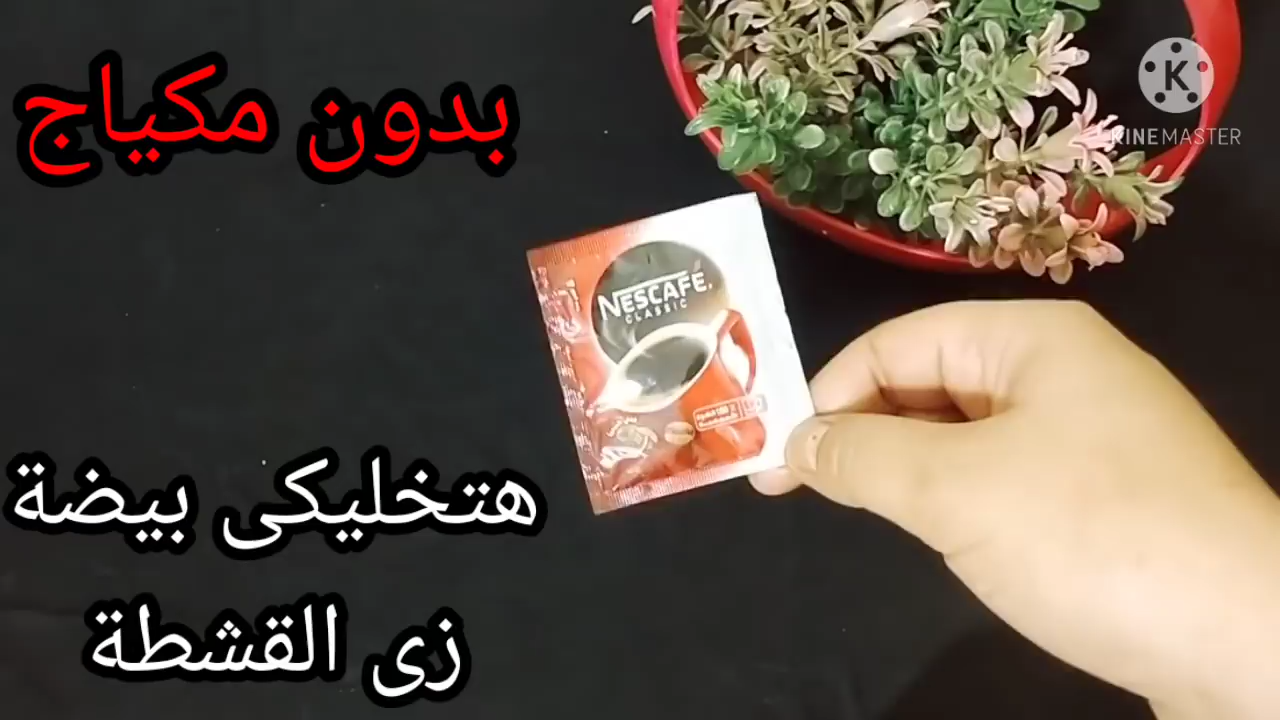 بدون مكياج
KINEMASTER
NESCAFÉ.
CLASSIC
هتخليكى بيضة
زى القشطة